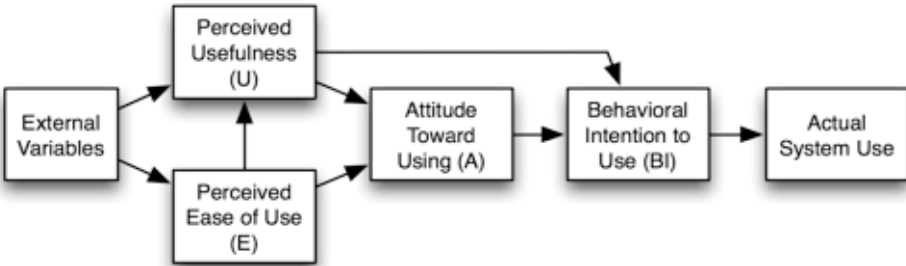 External
Variables
Perceived
Usefulness
(U)
Perceived
Ease of Use
(E)
Attitude
Toward
Using (A)
Behavioral
Intention to
Use (BI)
Actual
System Use